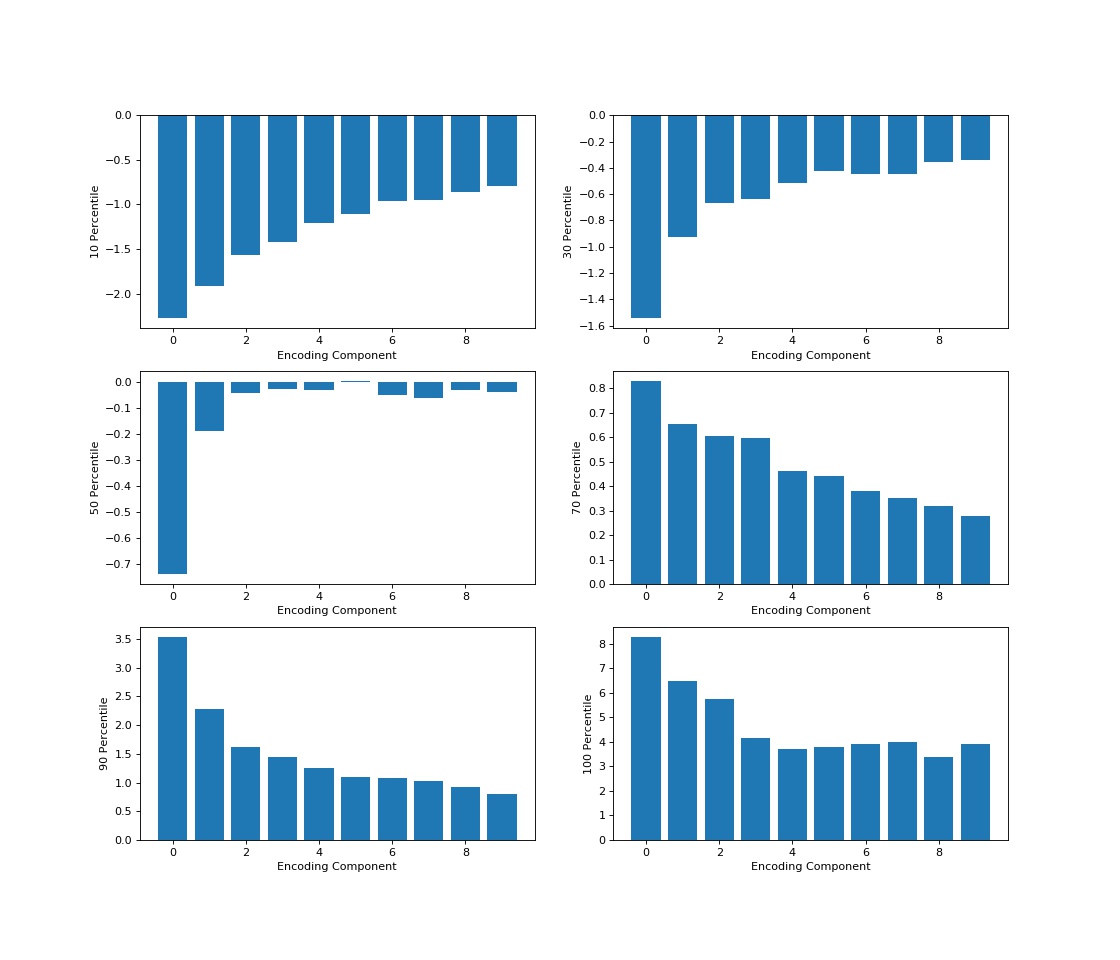 0.0
−0.5
−1.0
−1.5
−2.0
10 Percentile
0 2 4 6 8
Encoding Component
0.0
−0.2
−0.4
−0.6
−0.8
−1.0
−1.2
−1.4
−1.6
30 Percentile
0 2 4 6 8
Encoding Component
0.0
−0.1
−0.2
−0.3
−0.4
−0.5
−0.6
−0.7
50 Percentile
0 2 4 6 8
Encoding Component
0.8
0.7
0.6
0.5
0.4
0.3
0.2
0.1
0.0
70 Percentile
0 2 4 6 8
Encoding Component
3.5
3.0
2.5
2.0
1.5
1.0
0.5
0.0
90 Percentile
0 2 4 6 8
Encoding Component
8
7
6
5
4
3
2
1
0
100 Percentile
0 2 4 6 8
Encoding Component